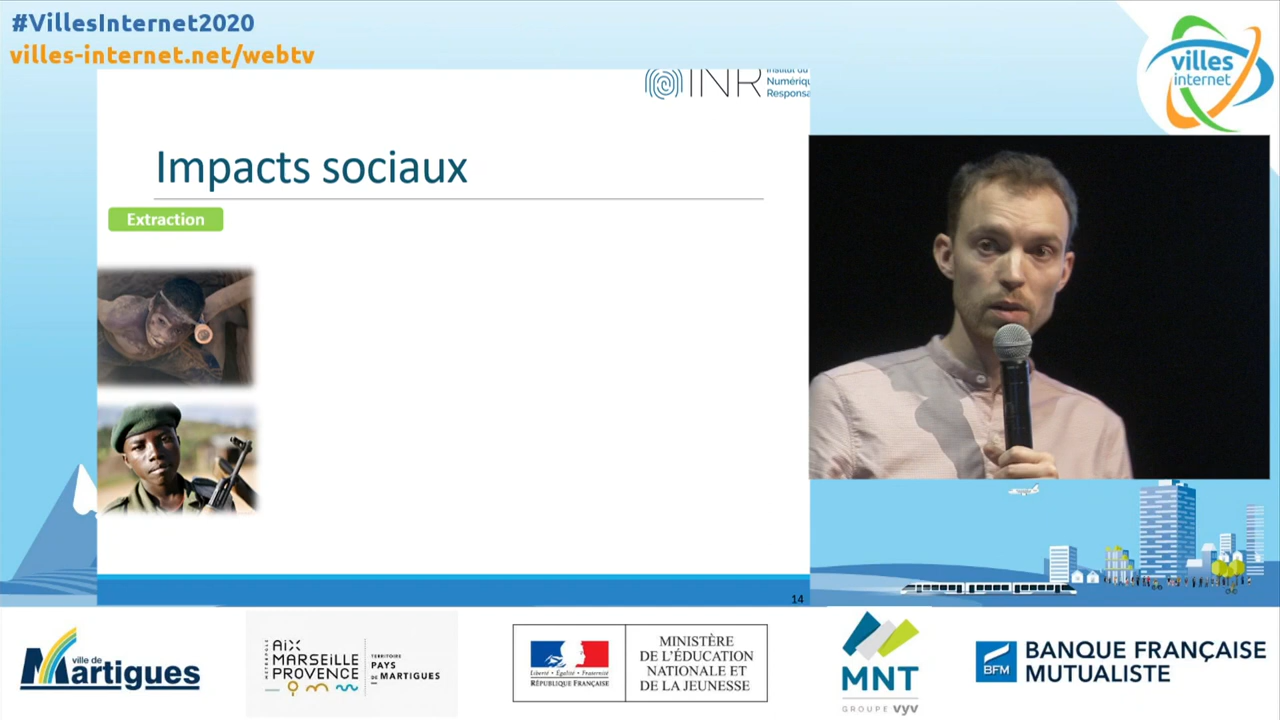 #VillesInternet2020
villes-internet.net/webtv
villes
internet
INR
Institut du
Numériqu
Responsa
Impacts sociaux
Extraction
14
ville de
Martigues
MÉTROPOLE
AIX
MARSEILLE
PROVENCE
TERRITOIRE
PAYS
DE MARTIGUES
Liberté • Égalité • Fraternité
RÉPUBLIQUE FRANÇAISE
MINISTÈRE
DE L'ÉDUCATION
NATIONALE ET
DE LA JEUNESSE
MNT
GROUPE vyv
BFM
BANQUE FRANÇAISE
MUTUALISTE